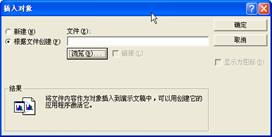 插入对象
新建(N)
根据文件创建(F)
文件(E):
浏览(B)...
链接(L)
确定
取消
显示为图标(D)
结果
将文件内容作为对象插入到演示文稿中，可以用创建它的
应用程序激活它。